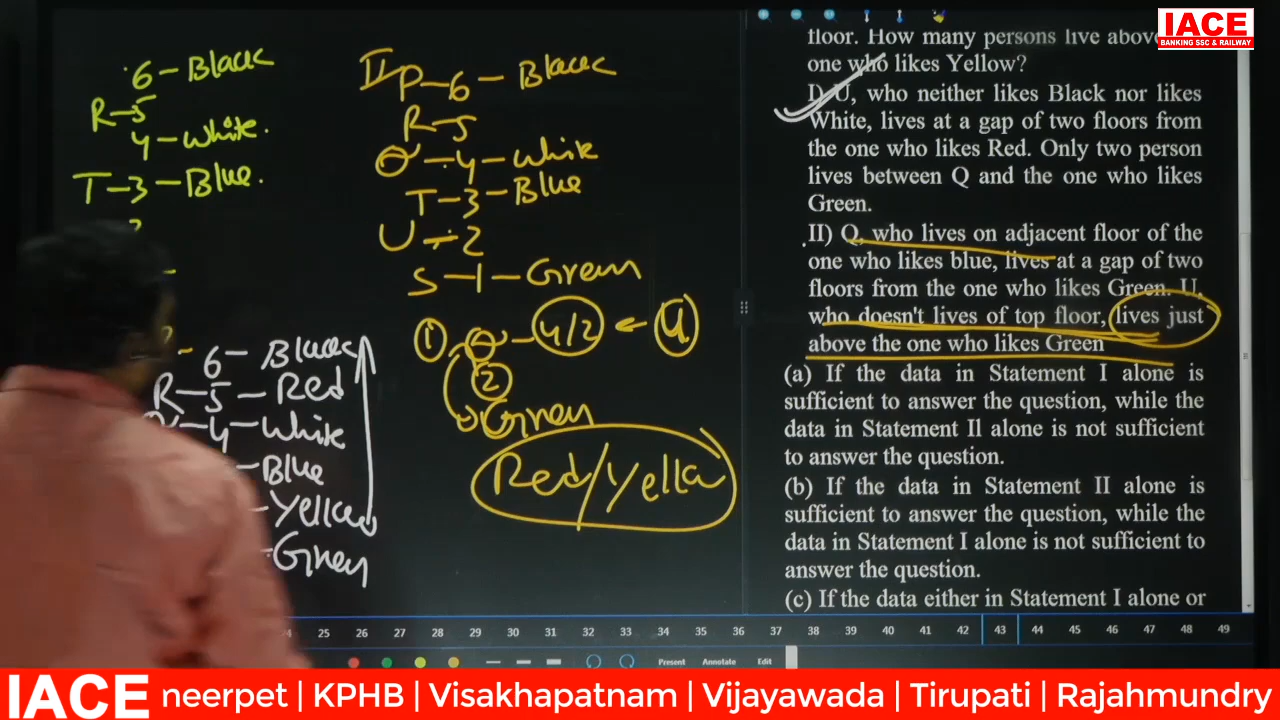 IACE
BANKING SSC & RAILWAY
6 - Black
R - 5
4 - White.
T - 3 - Blue.
2
6 - Black
R - 5 - Red
4 - White
Blue
Yellow
Green
II P - 6 - Black
R - 5
Q - 4 - White
T - 3 - Blue
U - 2
S - 1 - Green
① Q - 4/2 ← U
②
Green
Red/Yella
floor. How many persons live above
one who likes Yellow?
I) U, who neither likes Black nor likes
White, lives at a gap of two floors from
the one who likes Red. Only two person
lives between Q and the one who likes
Green.
II) Q, who lives on adjacent floor of the
one who likes blue, lives at a gap of two
floors from the one who likes Green. U,
who doesn't lives of top floor, lives just
above the one who likes Green
(a) If the data in Statement I alone is
sufficient to answer the question, while the
data in Statement Il alone is not sufficient
to answer the question.
(b) If the data in Statement II alone is
sufficient to answer the question, while the
data in Statement I alone is not sufficient to
answer the question.
(c) If the data either in Statement I alone or
24 25 26 27 28 29 30 31 32 33 34 35 36 37 38 39 40 41 42 43 44 45 46 47 48 49
Present Annotate Edit
IACE neerpet | KPHB | Visakhapatnam | Vijayawada | Tirupati | Rajahmundry